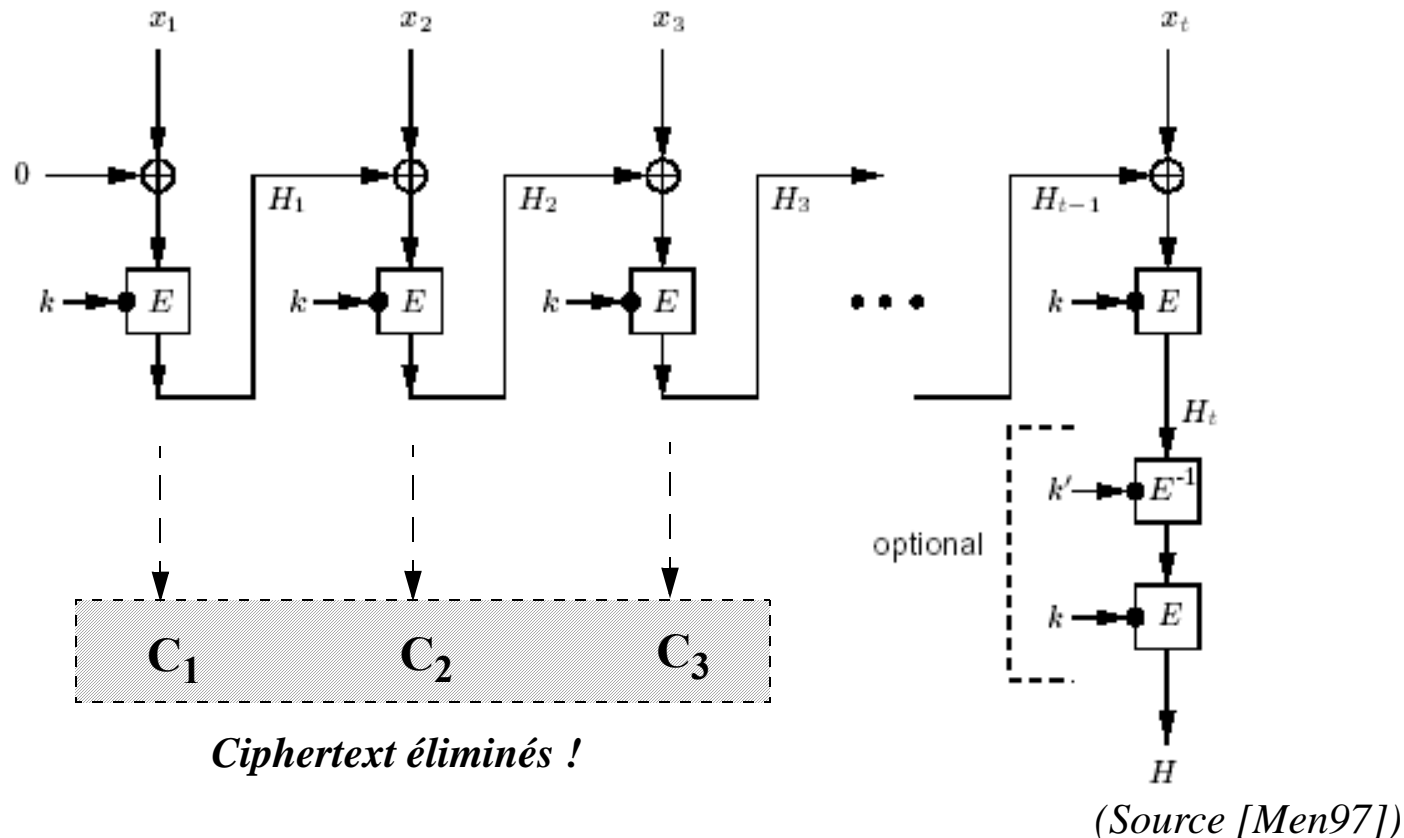 x₁ x₂ x₃ xₜ
0
H₁ H₂ H₃ Hₜ₋₁
k E k E k E • • • k E
Hₜ
k′ E⁻¹
optional
k E
C₁ C₂ C₃
Ciphertext éliminés !
H
(Source [Men97])